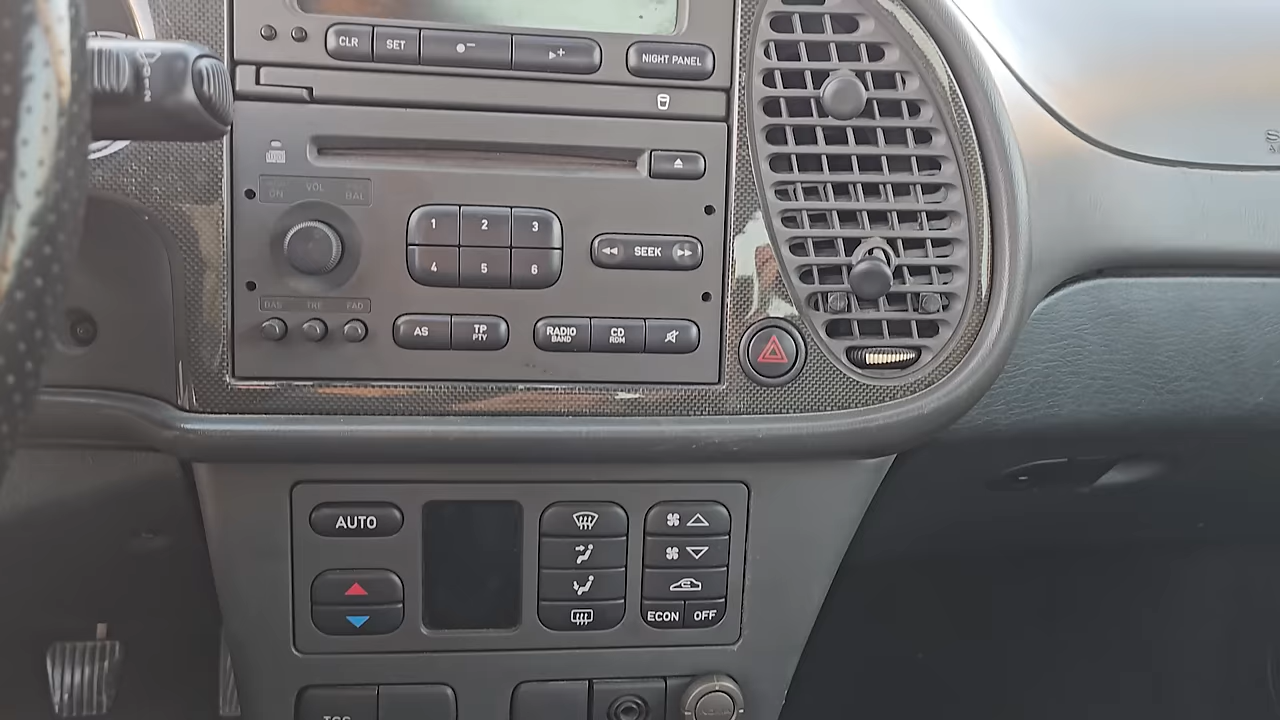 CLR SET - + NIGHT PANEL
ON VOL BAL
1 2 3
SEEK
4 5 6
BAS TRE FAD
AS TP PTY RADIO BAND CD RDM
AUTO
ECON OFF
TCS